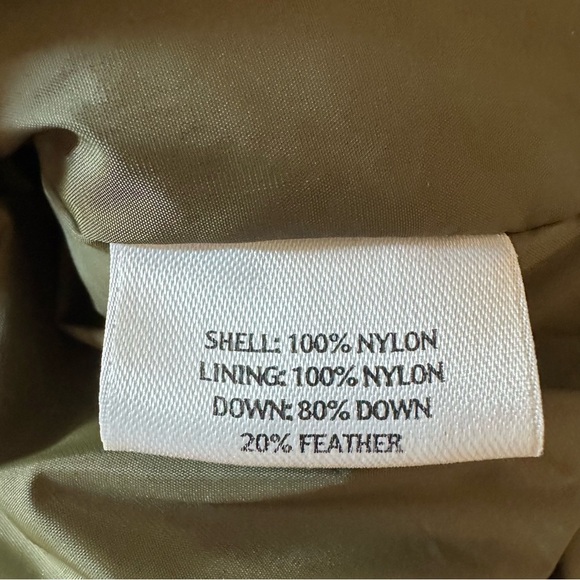 SHELL: 100% NYLON
LINING: 100% NYLON
DOWN: 80% DOWN
20% FEATHER